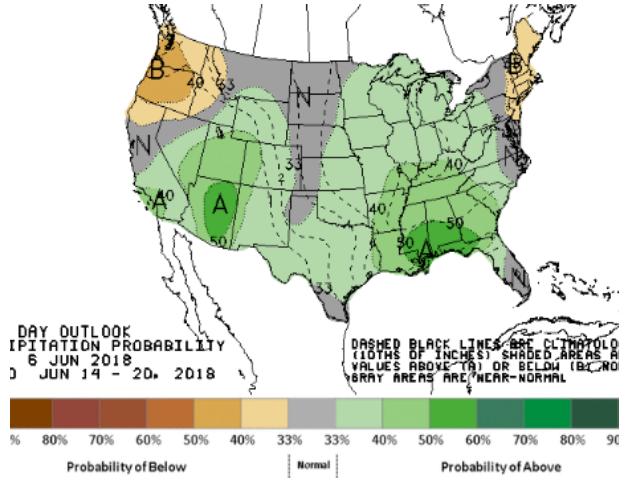 B
40
33
N
B
N
33
2
40
N
A
40
A
40
50
50
50
A
33
N
DAY OUTLOOK
IPITATION PROBABILITY
6 JUN 2018
JUN 14 - 20, 2018
DASHED BLACK LINES ARE CLIMATOLO
(10THS OF INCHES) SHADED AREAS A
VALUES ABOVE (A) OR BELOW (B) NO
GRAY AREAS ARE NEAR-NORMAL
% 80% 70% 60% 50% 40% 33% 33% 40% 50% 60% 70% 80% 90
Probability of Below Normal Probability of Above